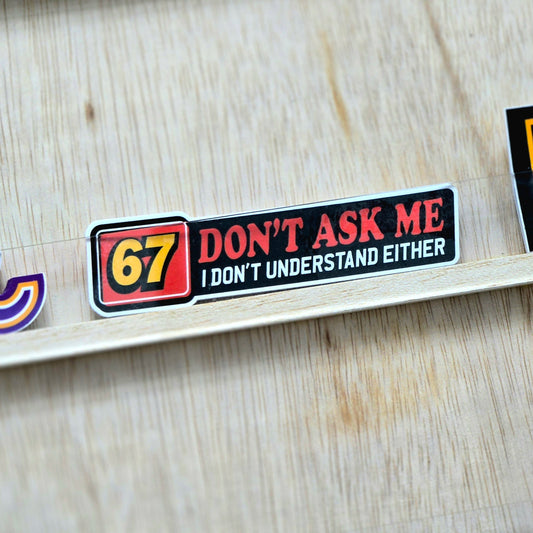 67
DON'T ASK ME
I DON'T UNDERSTAND EITHER